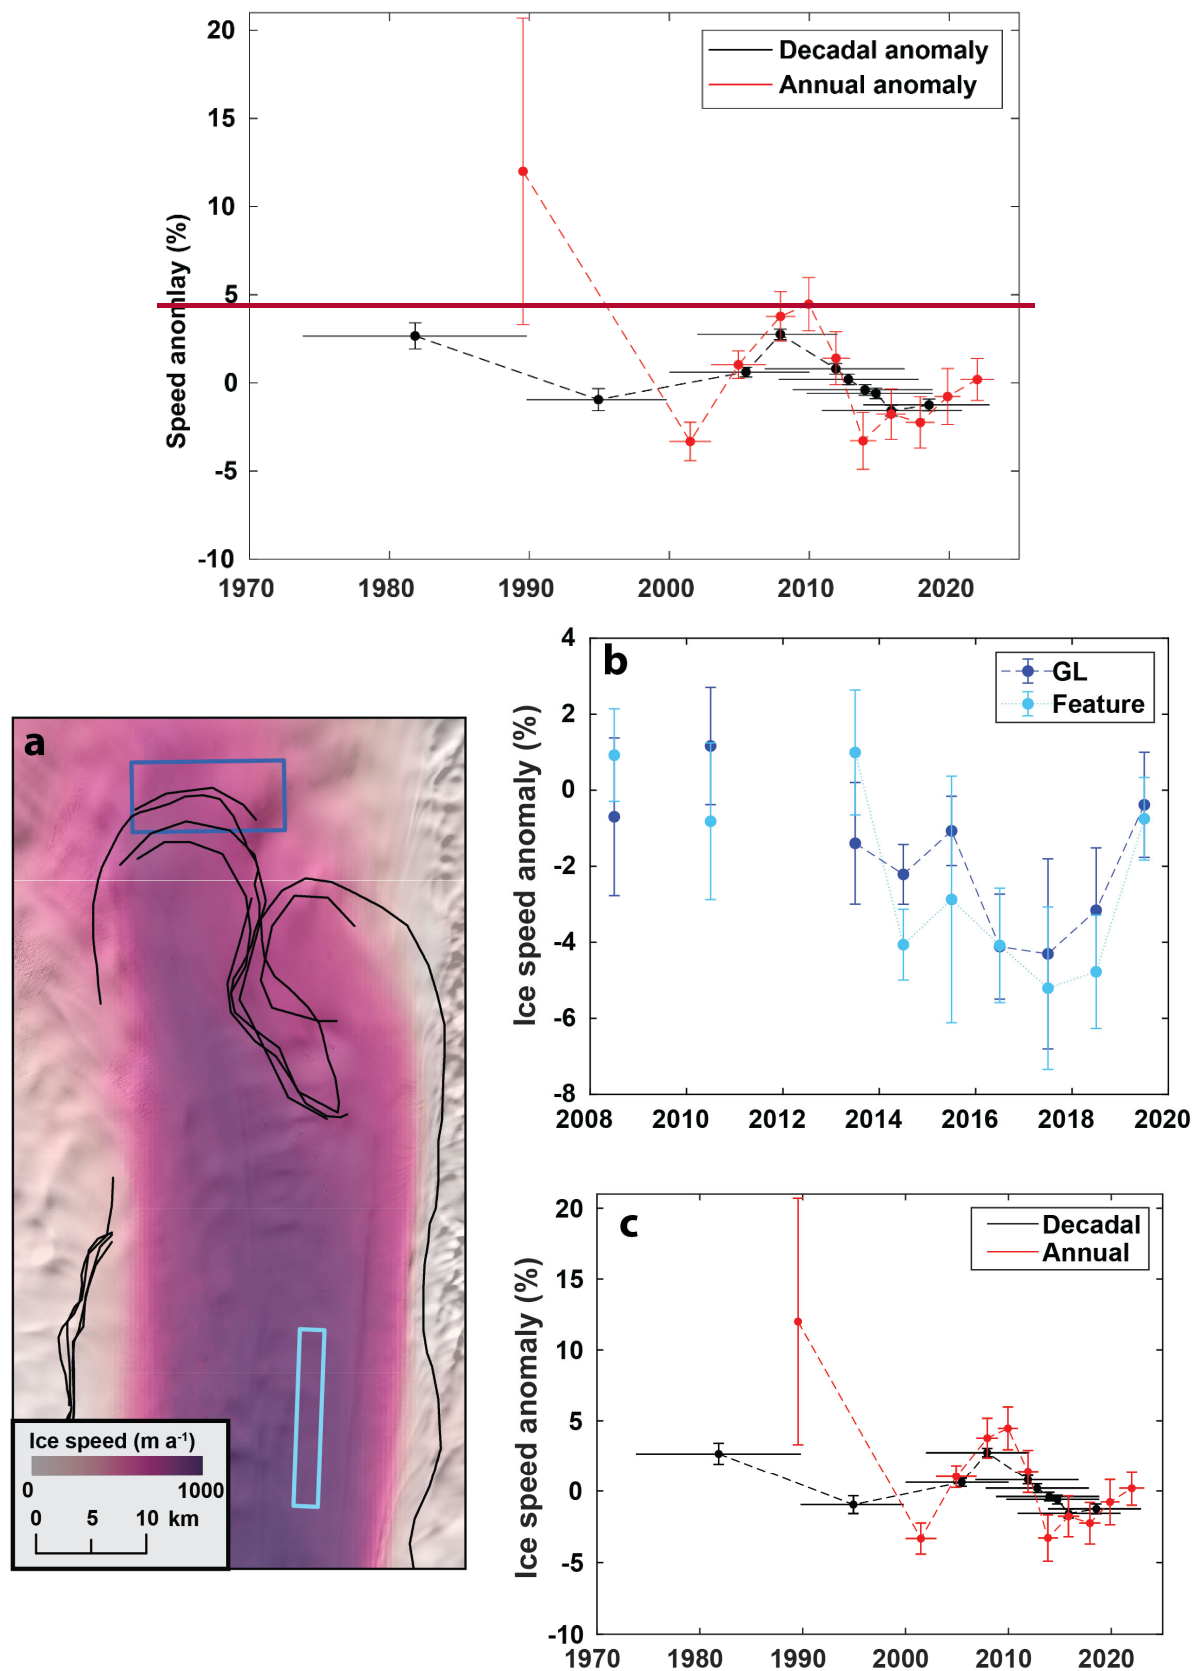 20
15
10
5
0
-5
-10
Speed anomlay (%)
Decadal anomaly
Annual anomaly
1970 1980 1990 2000 2010 2020
a
Ice speed (m a⁻¹)
0 1000
0 5 10 km
b
4
2
0
-2
-4
-6
-8
Ice speed anomaly (%)
GL
Feature
2008 2010 2012 2014 2016 2018 2020
c
20
15
10
5
0
-5
-10
Ice speed anomaly (%)
Decadal
Annual
1970 1980 1990 2000 2010 2020